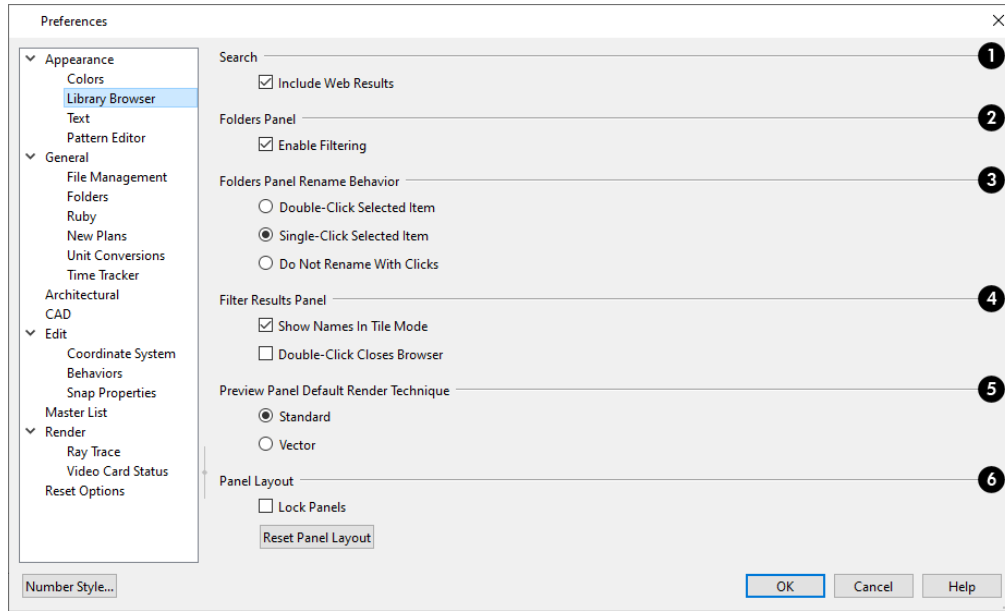 Preferences
Appearance
Colors
Library Browser
Text
Pattern Editor
General
File Management
Folders
Ruby
New Plans
Unit Conversions
Time Tracker
Architectural
CAD
Edit
Coordinate System
Behaviors
Snap Properties
Master List
Render
Ray Trace
Video Card Status
Reset Options
Search 1
Include Web Results
Folders Panel 2
Enable Filtering
Folders Panel Rename Behavior 3
Double-Click Selected Item
Single-Click Selected Item
Do Not Rename With Clicks
Filter Results Panel 4
Show Names In Tile Mode
Double-Click Closes Browser
Preview Panel Default Render Technique 5
Standard
Vector
Panel Layout 6
Lock Panels
Reset Panel Layout
Number Style... OK Cancel Help